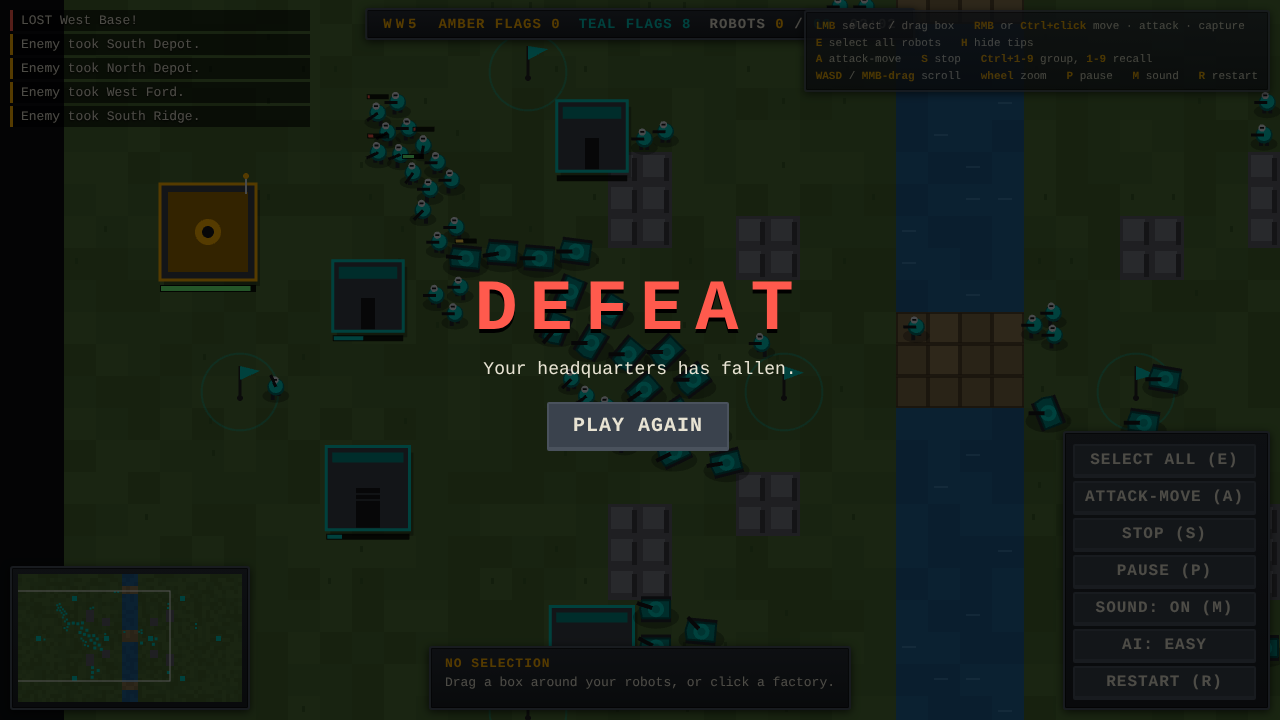 LOST West Base!
Enemy took South Depot.
Enemy took North Depot.
Enemy took West Ford.
Enemy took South Ridge.
WW5 AMBER FLAGS 0 TEAL FLAGS 8 ROBOTS 0 /
LMB select / drag box RMB or Ctrl+click move · attack · capture
E select all robots H hide tips
A attack-move S stop Ctrl+1-9 group, 1-9 recall
WASD / MMB-drag scroll wheel zoom P pause M sound R restart
DEFEAT
Your headquarters has fallen.
PLAY AGAIN
SELECT ALL (E)
ATTACK-MOVE (A)
STOP (S)
PAUSE (P)
SOUND: ON (M)
AI: EASY
RESTART (R)
NO SELECTION
Drag a box around your robots, or click a factory.